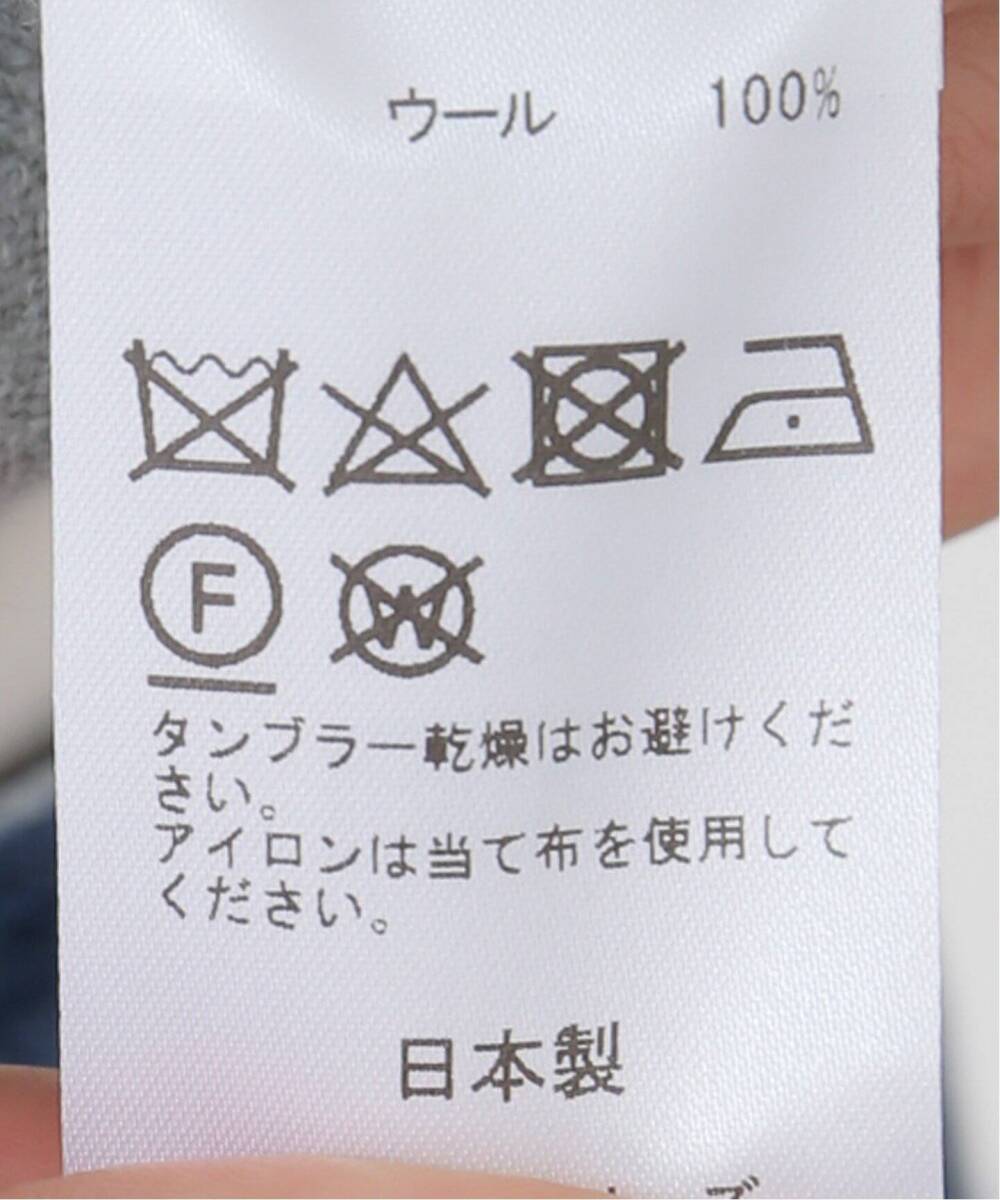 ウール 100%
F
W
タンブラー乾燥はお避けくだ
さい。
アイロンは当て布を使用して
ください。
日本製